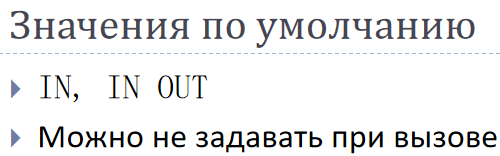 Значения по умолчанию
IN, IN OUT
Можно не задавать при вызове